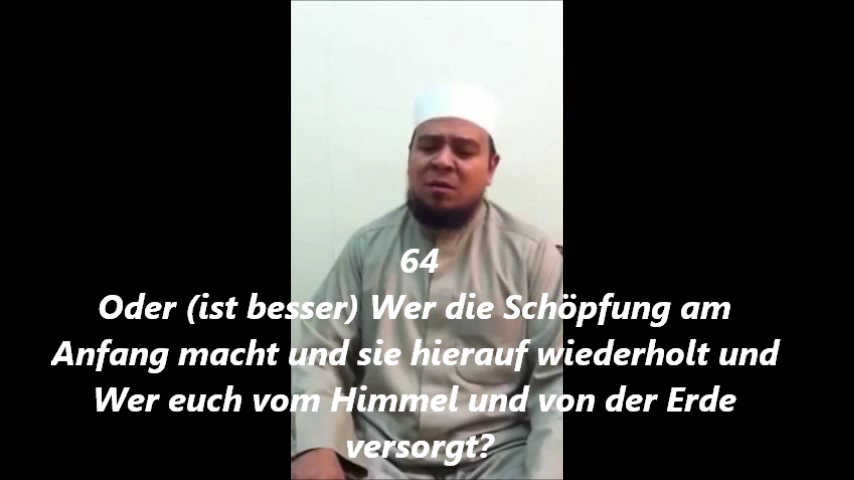 64
Oder (ist besser) Wer die Schöpfung am
Anfang macht und sie hierauf wiederholt und
Wer euch vom Himmel und von der Erde
versorgt?